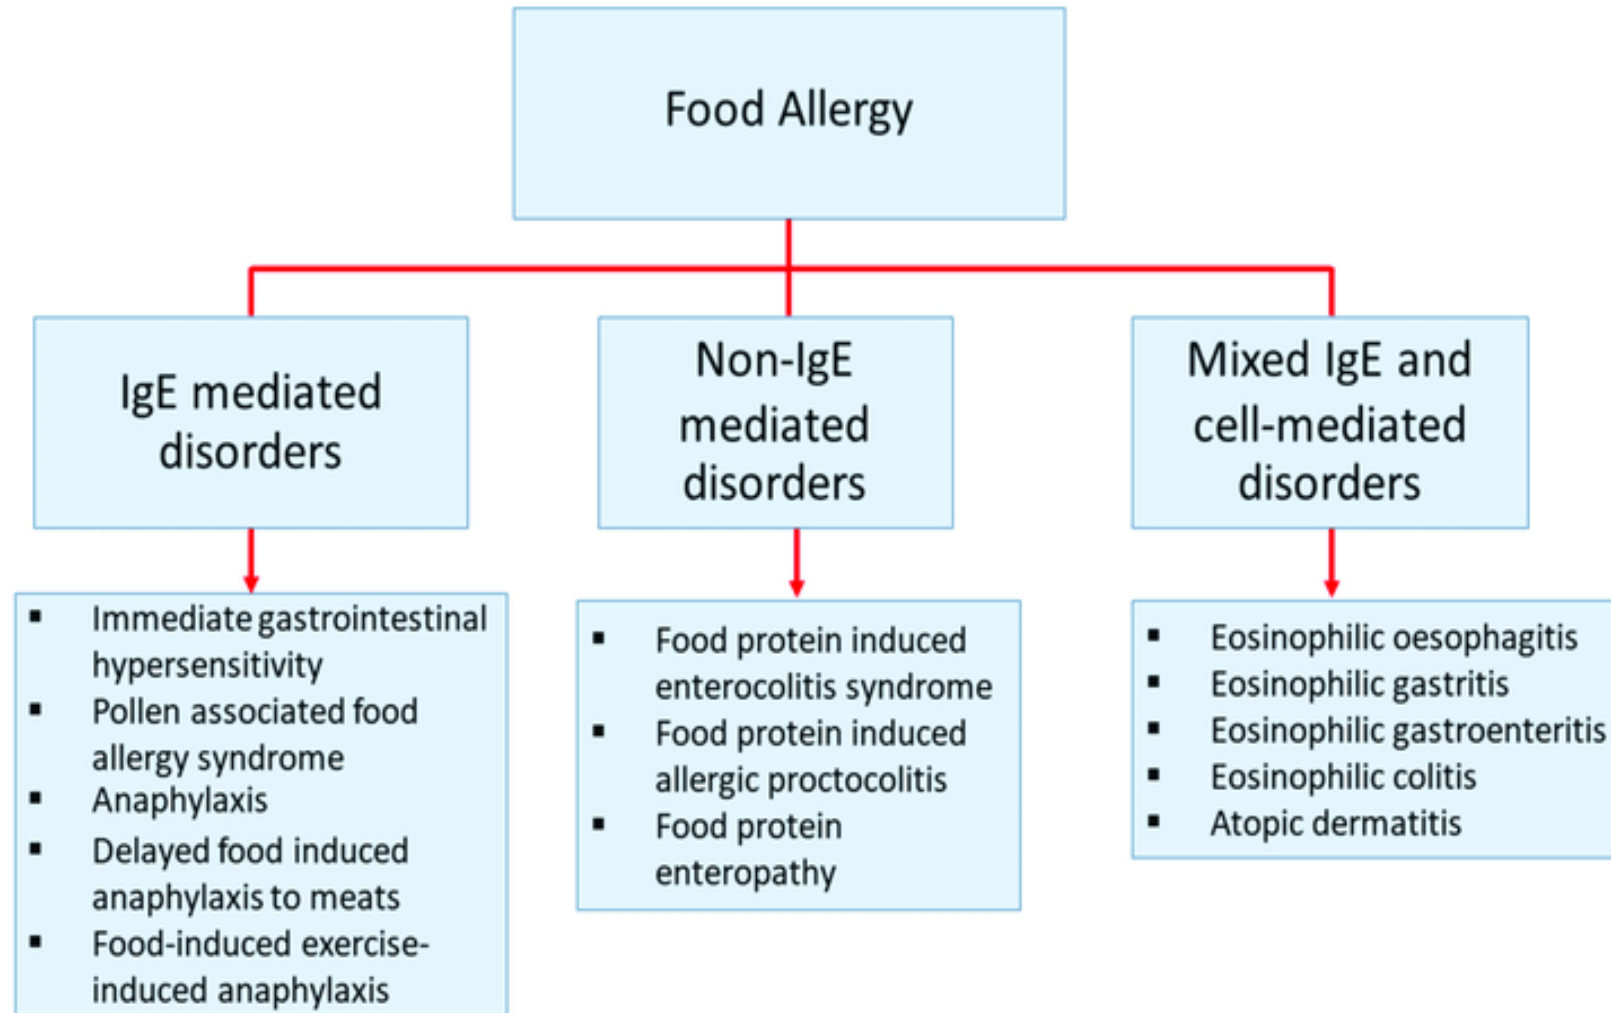 Food Allergy
IgE mediated
disorders
Non-IgE
mediated
disorders
Mixed IgE and
cell-mediated
disorders
▪ Immediate gastrointestinal
hypersensitivity
▪ Pollen associated food
allergy syndrome
▪ Anaphylaxis
▪ Delayed food induced
anaphylaxis to meats
▪ Food-induced exercise-
induced anaphylaxis
▪ Food protein induced
enterocolitis syndrome
▪ Food protein induced
allergic proctocolitis
▪ Food protein
enteropathy
▪ Eosinophilic oesophagitis
▪ Eosinophilic gastritis
▪ Eosinophilic gastroenteritis
▪ Eosinophilic colitis
▪ Atopic dermatitis